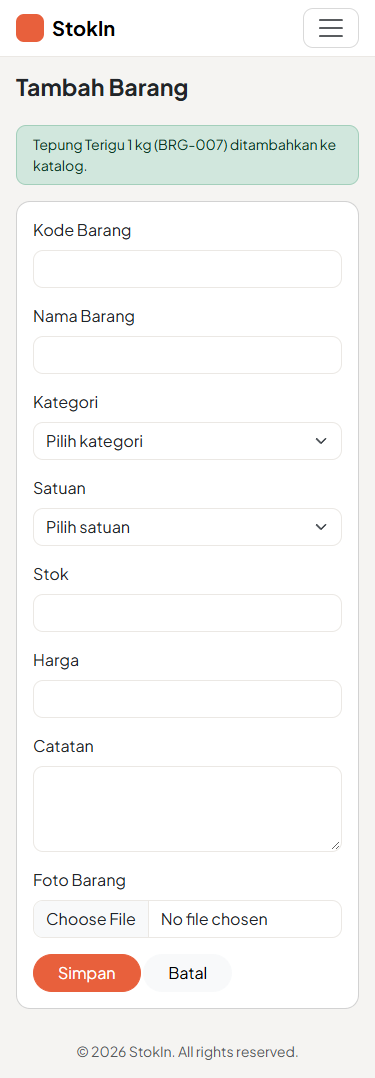 StokIn
Tambah Barang
Tepung Terigu 1 kg (BRG-007) ditambahkan ke
katalog.
Kode Barang
Nama Barang
Kategori
Pilih kategori
Satuan
Pilih satuan
Stok
Harga
Catatan
Foto Barang
Choose File No file chosen
Simpan Batal
© 2026 StokIn. All rights reserved.